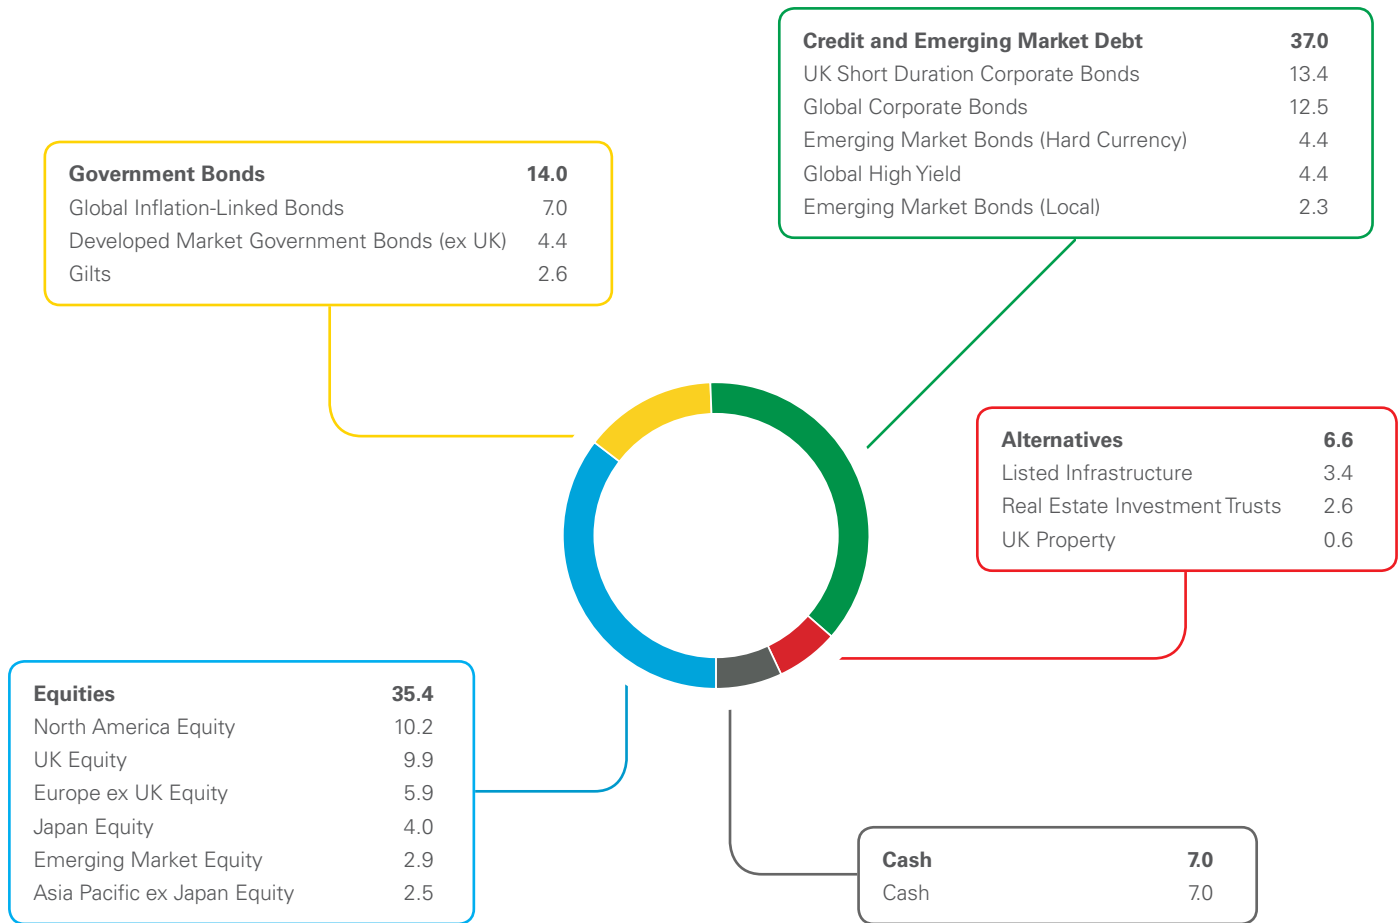 Credit and Emerging Market Debt 37.0
UK Short Duration Corporate Bonds 13.4
Global Corporate Bonds 12.5
Emerging Market Bonds (Hard Currency) 4.4
Global High Yield 4.4
Emerging Market Bonds (Local) 2.3
Government Bonds 14.0
Global Inflation-Linked Bonds 7.0
Developed Market Government Bonds (ex UK) 4.4
Gilts 2.6
Alternatives 6.6
Listed Infrastructure 3.4
Real Estate Investment Trusts 2.6
UK Property 0.6
Equities 35.4
North America Equity 10.2
UK Equity 9.9
Europe ex UK Equity 5.9
Japan Equity 4.0
Emerging Market Equity 2.9
Asia Pacific ex Japan Equity 2.5
Cash 7.0
Cash 7.0